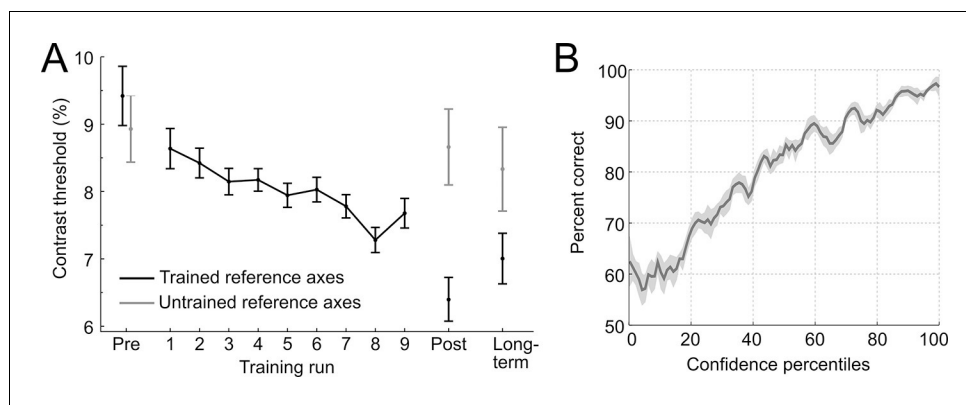 A
Contrast threshold (%)
10
9
8
7
6
Trained reference axes
Untrained reference axes
Pre 1 2 3 4 5 6 7 8 9 Post Long-
term
Training run
B
Percent correct
100
90
80
70
60
50
0 20 40 60 80 100
Confidence percentiles